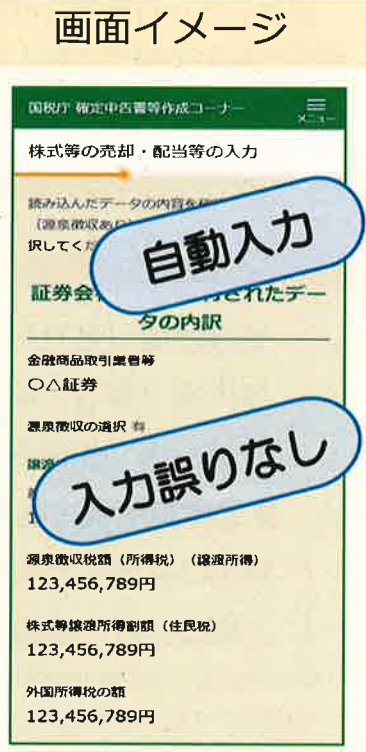 画面イメージ
国税庁 確定申告書等作成コーナー
メニュー
株式等の売却・配当等の入力
読み込んだデータの内容を
(源泉徴収あり
択してくだ
自動入力
証券会
されたデー
タの内訳
金融商品取引業者等
〇△証券
源泉徴収の選択 有
入力誤りなし
源泉徴収税額(所得税)(譲渡所得)
123,456,789円
株式等譲渡所得割額(住民税)
123,456,789円
外国所得税の額
123,456,789円